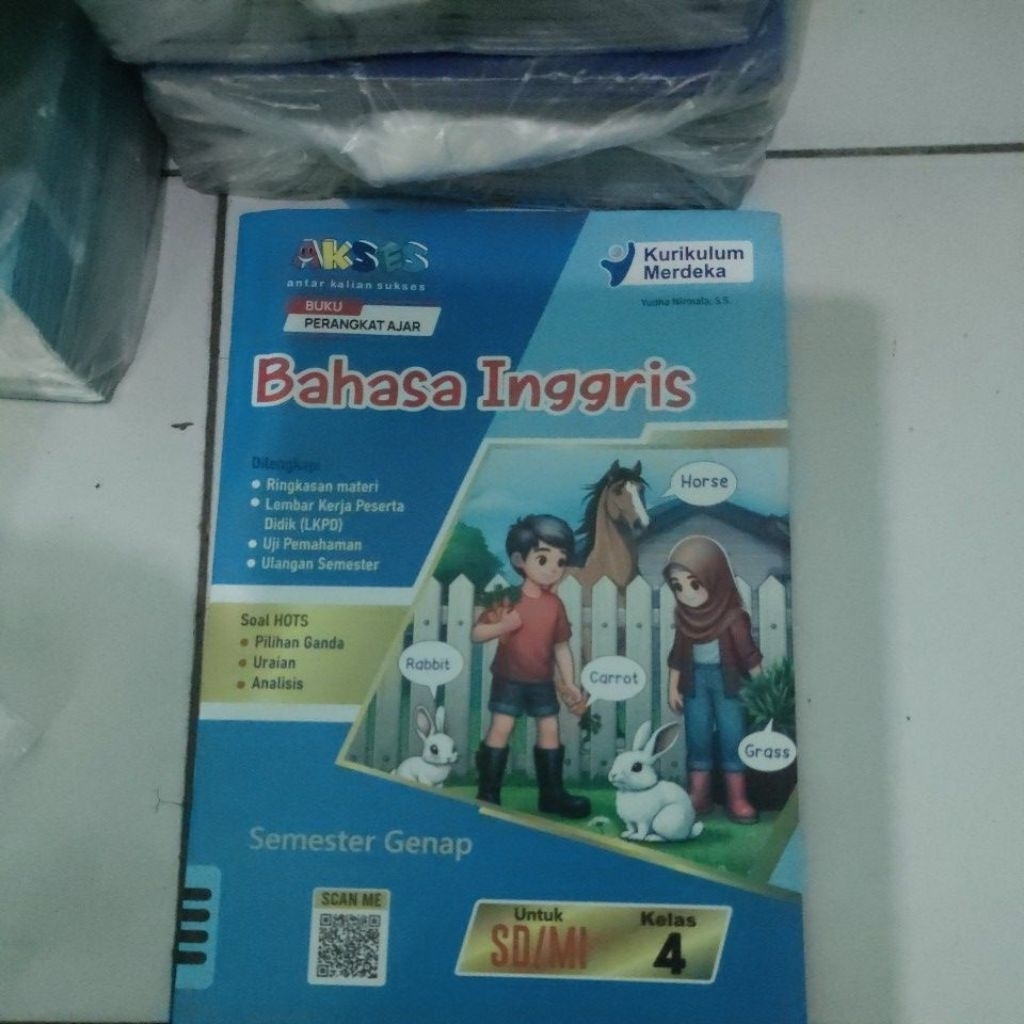 AKSES
antar kalian sukses
BUKU
PERANGKAT AJAR
Kurikulum
Merdeka
Yudha Nirmala, S.S.
Bahasa Inggris
Dilengkapi
Ringkasan materi
Lembar Kerja Peserta
Didik (LKPD)
Uji Pemahaman
Ulangan Semester
Soal HOTS
Pilihan Ganda
Uraian
Analisis
Horse
Rabbit
Carrot
Grass
Semester Genap
SCAN ME
Untuk
SD/MI
Kelas
4